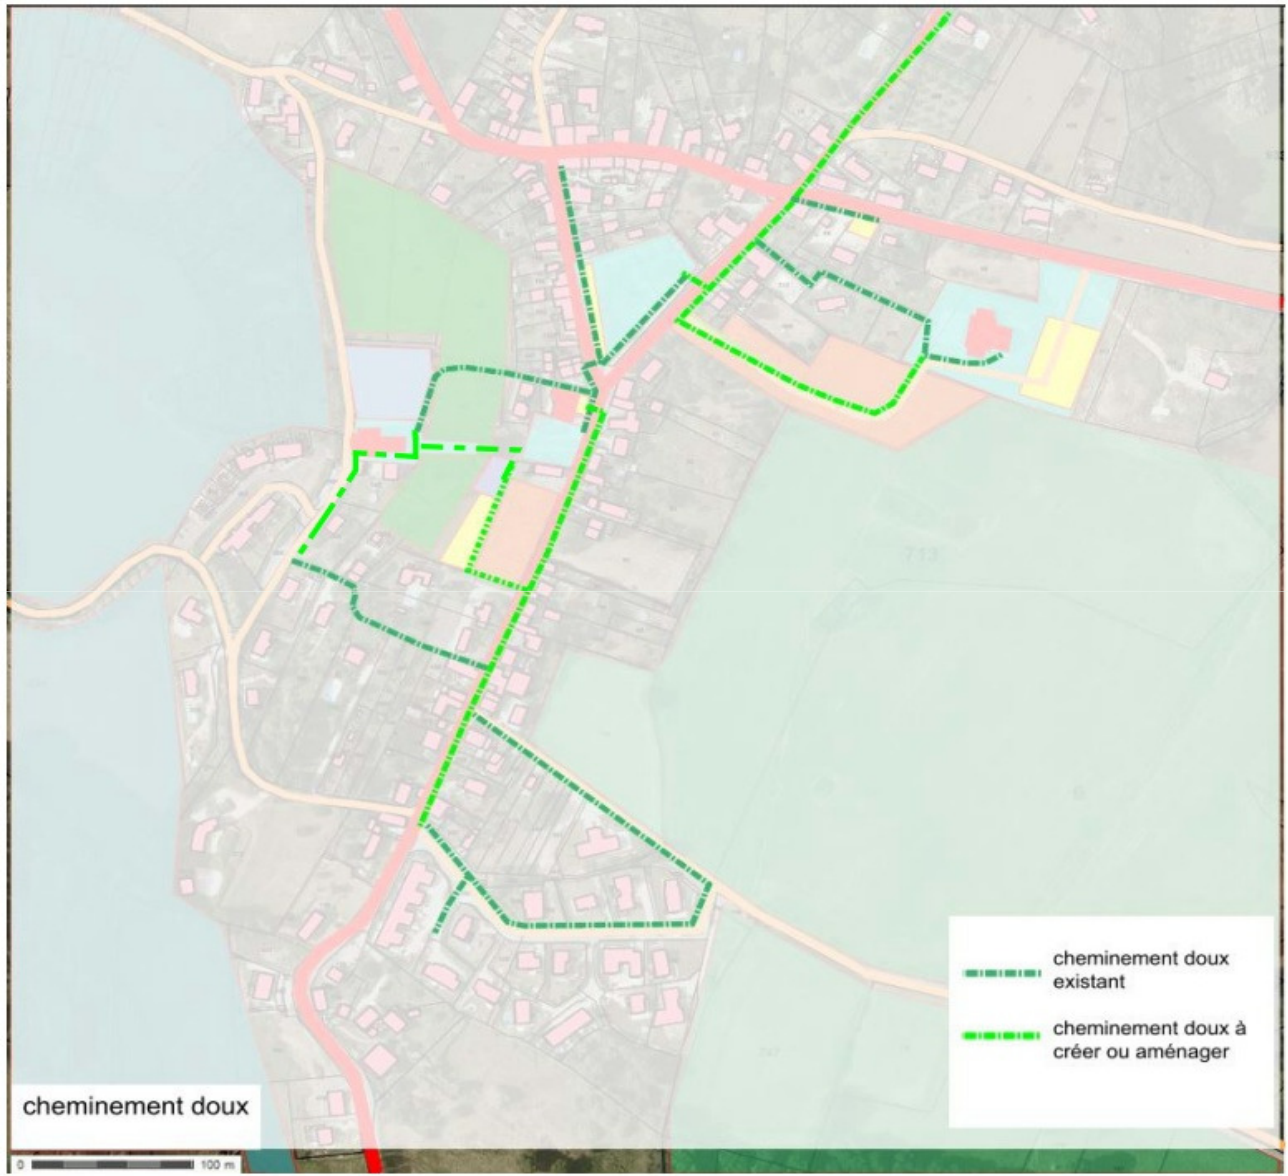 713
cheminement doux
existant
cheminement doux à
créer ou aménager
cheminement doux
0 100 m